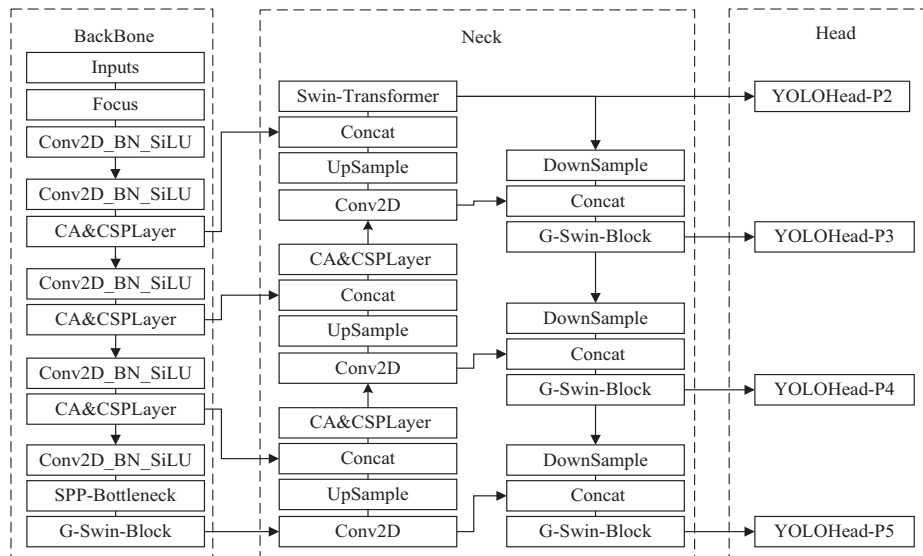 BackBone
Inputs
Focus
Conv2D_BN_SiLU
Conv2D_BN_SiLU
CA&CSPLayer
Conv2D_BN_SiLU
CA&CSPLayer
Conv2D_BN_SiLU
CA&CSPLayer
Conv2D_BN_SiLU
SPP-Bottleneck
G-Swin-Block
Neck
Swin-Transformer
Concat
UpSample
Conv2D
CA&CSPLayer
Concat
UpSample
Conv2D
CA&CSPLayer
Concat
UpSample
Conv2D
DownSample
Concat
G-Swin-Block
DownSample
Concat
G-Swin-Block
DownSample
Concat
G-Swin-Block
Head
YOLOHead-P2
YOLOHead-P3
YOLOHead-P4
YOLOHead-P5